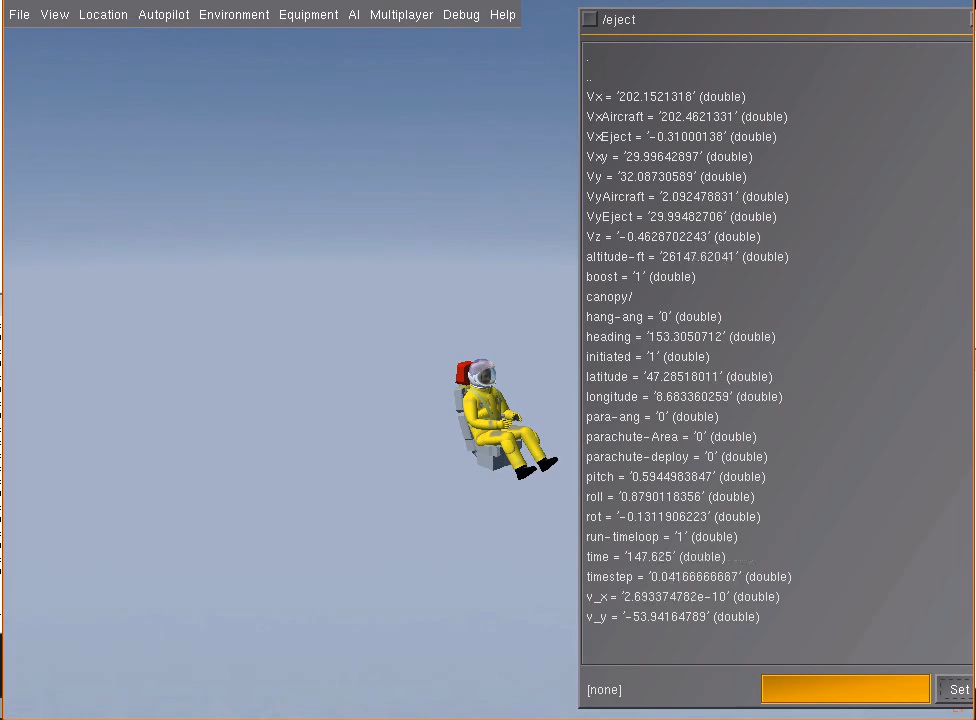 File View Location Autopilot Environment Equipment AI Multiplayer Debug Help
/eject
.
..
Vx = '202.1521318' (double)
VxAircraft = '202.4621331' (double)
VxEject = '-0.31000138' (double)
Vxy = '29.99642897' (double)
Vy = '32.08730589' (double)
VyAircraft = '2.092478831' (double)
VyEject = '29.99482706' (double)
Vz = '-0.4628702243' (double)
altitude-ft = '26147.62041' (double)
boost = '1' (double)
canopy/
hang-ang = '0' (double)
heading = '153.3050712' (double)
initiated = '1' (double)
latitude = '47.28518011' (double)
longitude = '8.683360259' (double)
para-ang = '0' (double)
parachute-Area = '0' (double)
parachute-deploy = '0' (double)
pitch = '0.5944983847' (double)
roll = '0.8790118356' (double)
rot = '-0.1311906223' (double)
run-timeloop = '1' (double)
time = '147.625' (double)
timestep = '0.04166666667' (double)
v_x = '2.693374782e-10' (double)
v_y = '-53.94164789' (double)
[none]
Set